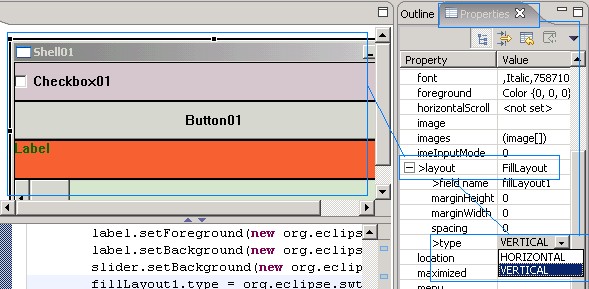 Outline
Properties
Shell01
Checkbox01
Button01
Label
Property Value
font ,Italic,758710
foreground Color {0, 0, 0}
horizontalScroll <not set>
image
images (image[])
imeInputMode 0
>layout FillLayout
>field name fillLayout1
marginHeight 0
marginWidth 0
spacing 0
>type VERTICAL
location HORIZONTAL
maximized VERTICAL
menu
label.setForeground(new org.eclips
label.setBackground(new org.eclip
slider.setBackground(new org.eclip
fillLayout1.type = org.eclipse.swt